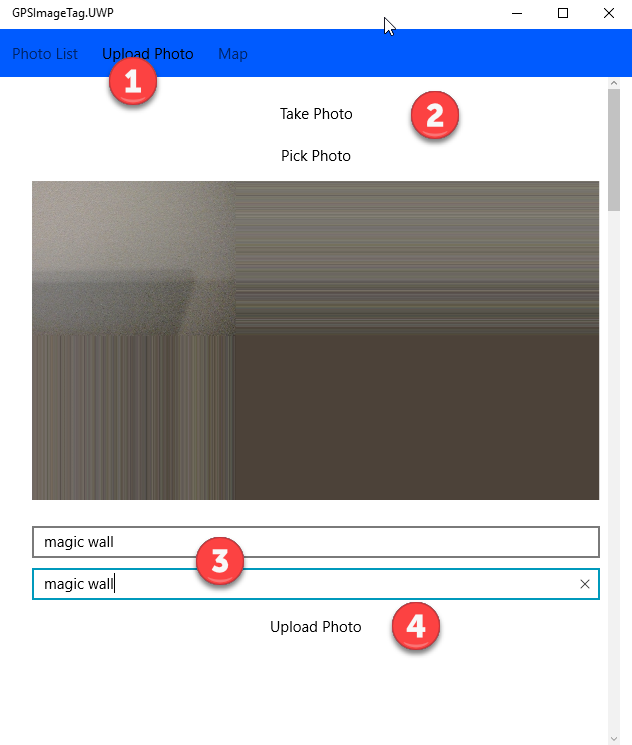 GPSImageTag.UWP
Photo List Upload Photo Map
1
Take Photo 2
Pick Photo
magic wall
3
magic wall
Upload Photo 4